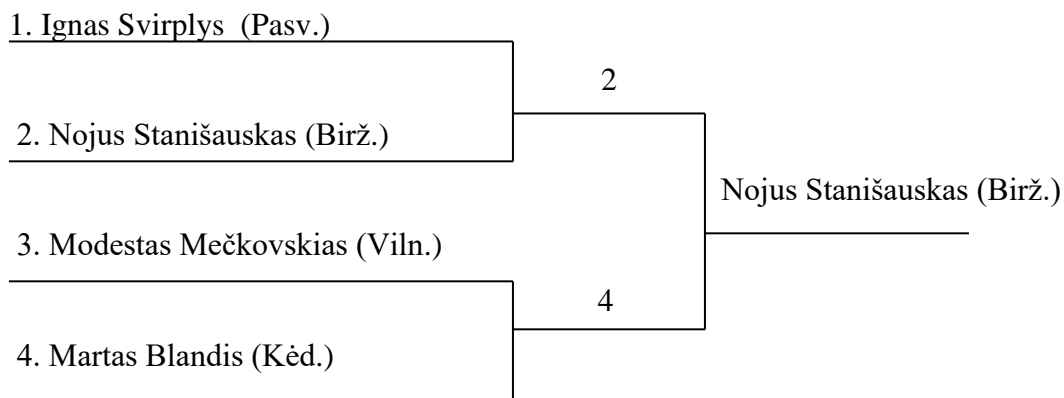 1. Ignas Svirplys (Pasv.)
2
2. Nojus Stanišauskas (Birž.)
Nojus Stanišauskas (Birž.)
3. Modestas Mečkovskias (Viln.)
4
4. Martas Blandis (Kėd.)